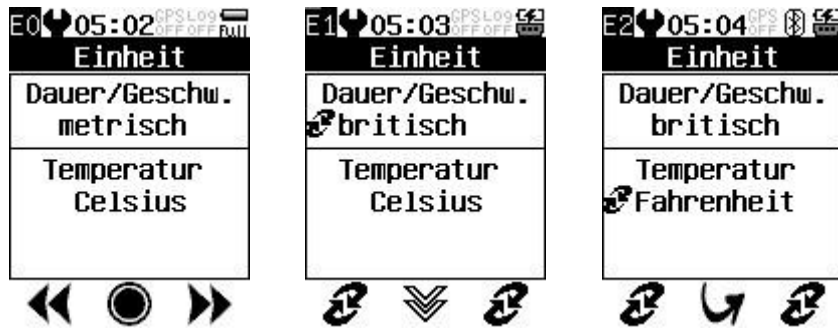 E0 05:02 GPS OFF Log OFF Full
Einheit
Dauer/Geschw.
metrisch
Temperatur
Celsius
E1 05:03 GPS OFF Log OFF
Einheit
Dauer/Geschw.
britisch
Temperatur
Celsius
E2 05:04 GPS OFF
Einheit
Dauer/Geschw.
britisch
Temperatur
Fahrenheit